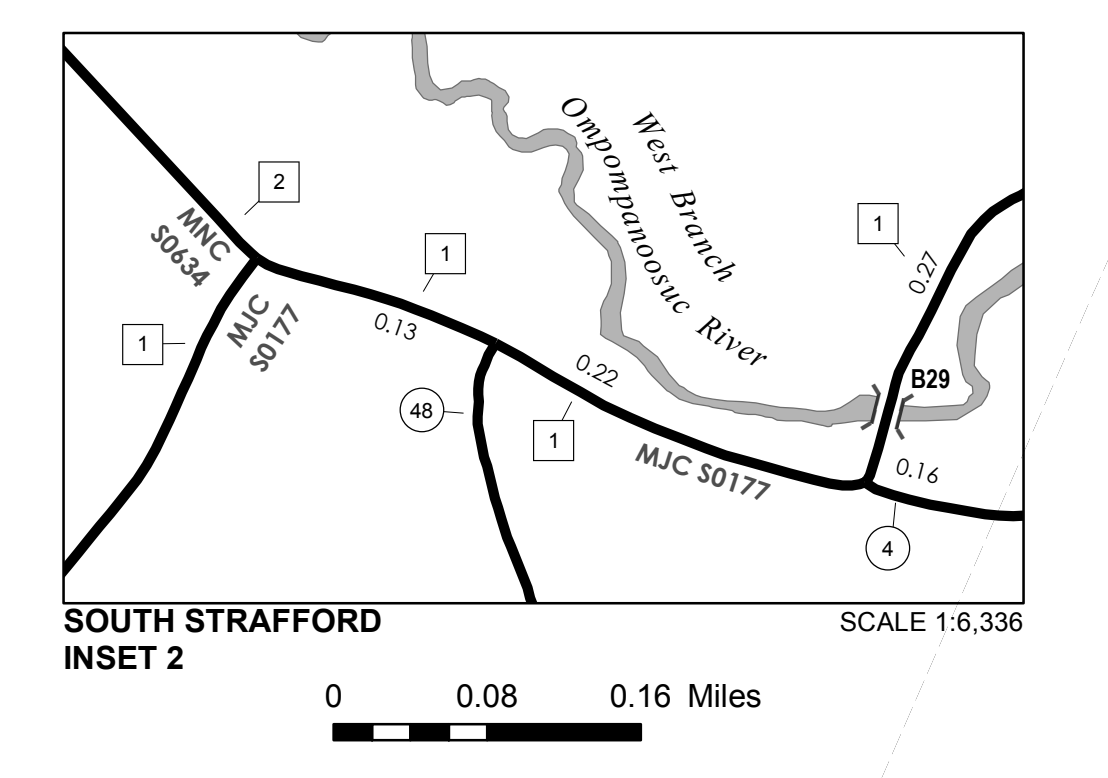 West Branch
Ompompanoosuc River
2
MNC
S0634
1
MJC
S0177
1
0.13
1
0.27
48
0.22
1
MJC S0177
B29
0.16
4
SOUTH STRAFFORD
INSET 2
SCALE 1:6,336
0 0.08 0.16 Miles